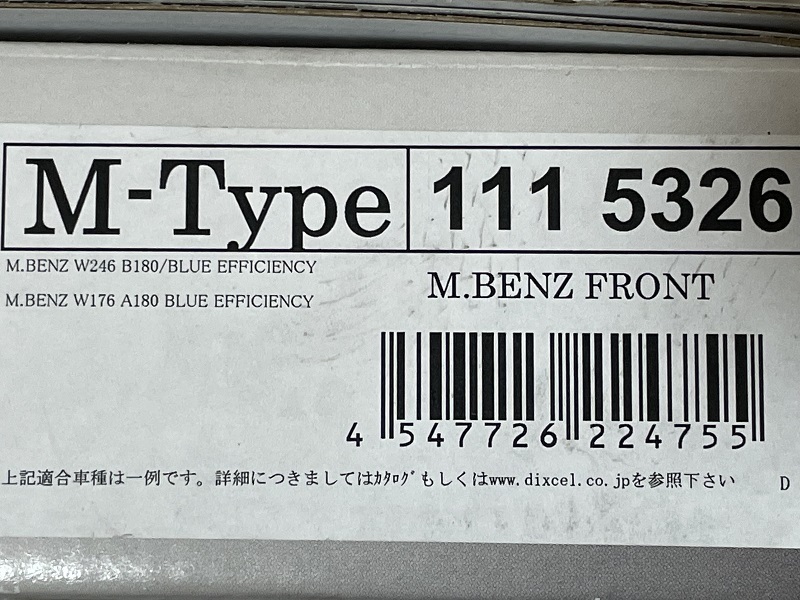 M-Type
111 5326
M.BENZ W246 B180/BLUE EFFICIENCY
M.BENZ W176 A180 BLUE EFFICIENCY
M.BENZ FRONT
4 547726 224755
上記適合車種は一例です。詳細につきましてはｶﾀﾛｸﾞもしくはwww.dixcel.co.jpを参照下さい
D